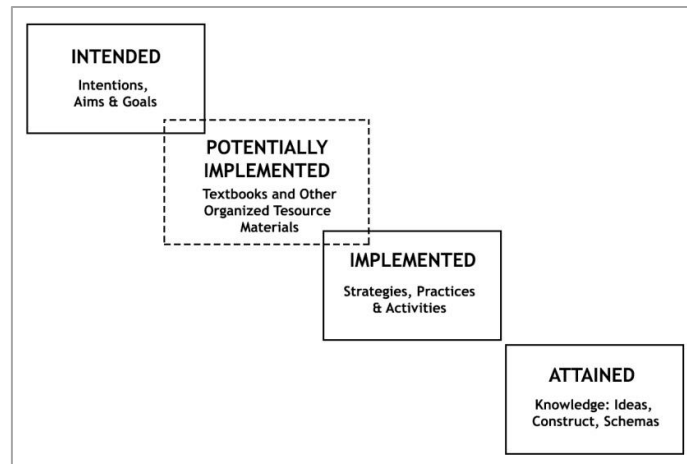 INTENDED
Intentions,
Aims & Goals
POTENTIALLY
IMPLEMENTED
Textbooks and Other
Organized Tesource
Materials
IMPLEMENTED
Strategies, Practices
& Activities
ATTAINED
Knowledge: Ideas,
Construct, Schemas